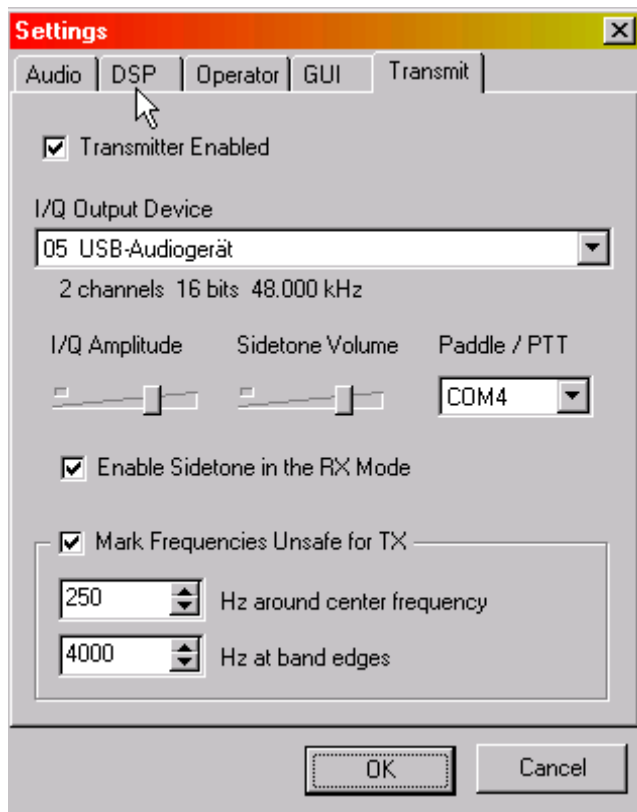 Settings
Audio DSP Operator GUI Transmit
Transmitter Enabled
I/Q Output Device
05 USB-Audiogerät
2 channels 16 bits 48.000 kHz
I/Q Amplitude Sidetone Volume Paddle / PTT
COM4
Enable Sidetone in the RX Mode
Mark Frequencies Unsafe for TX
250 Hz around center frequency
4000 Hz at band edges
OK Cancel